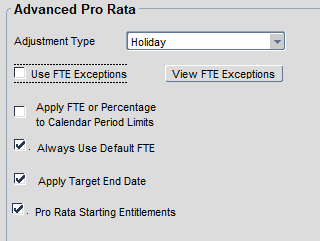 Advanced Pro Rata
Adjustment Type Holiday
Use FTE Exceptions View FTE Exceptions
Apply FTE or Percentage
to Calendar Period Limits
Always Use Default FTE
Apply Target End Date
Pro Rata Starting Entitlements